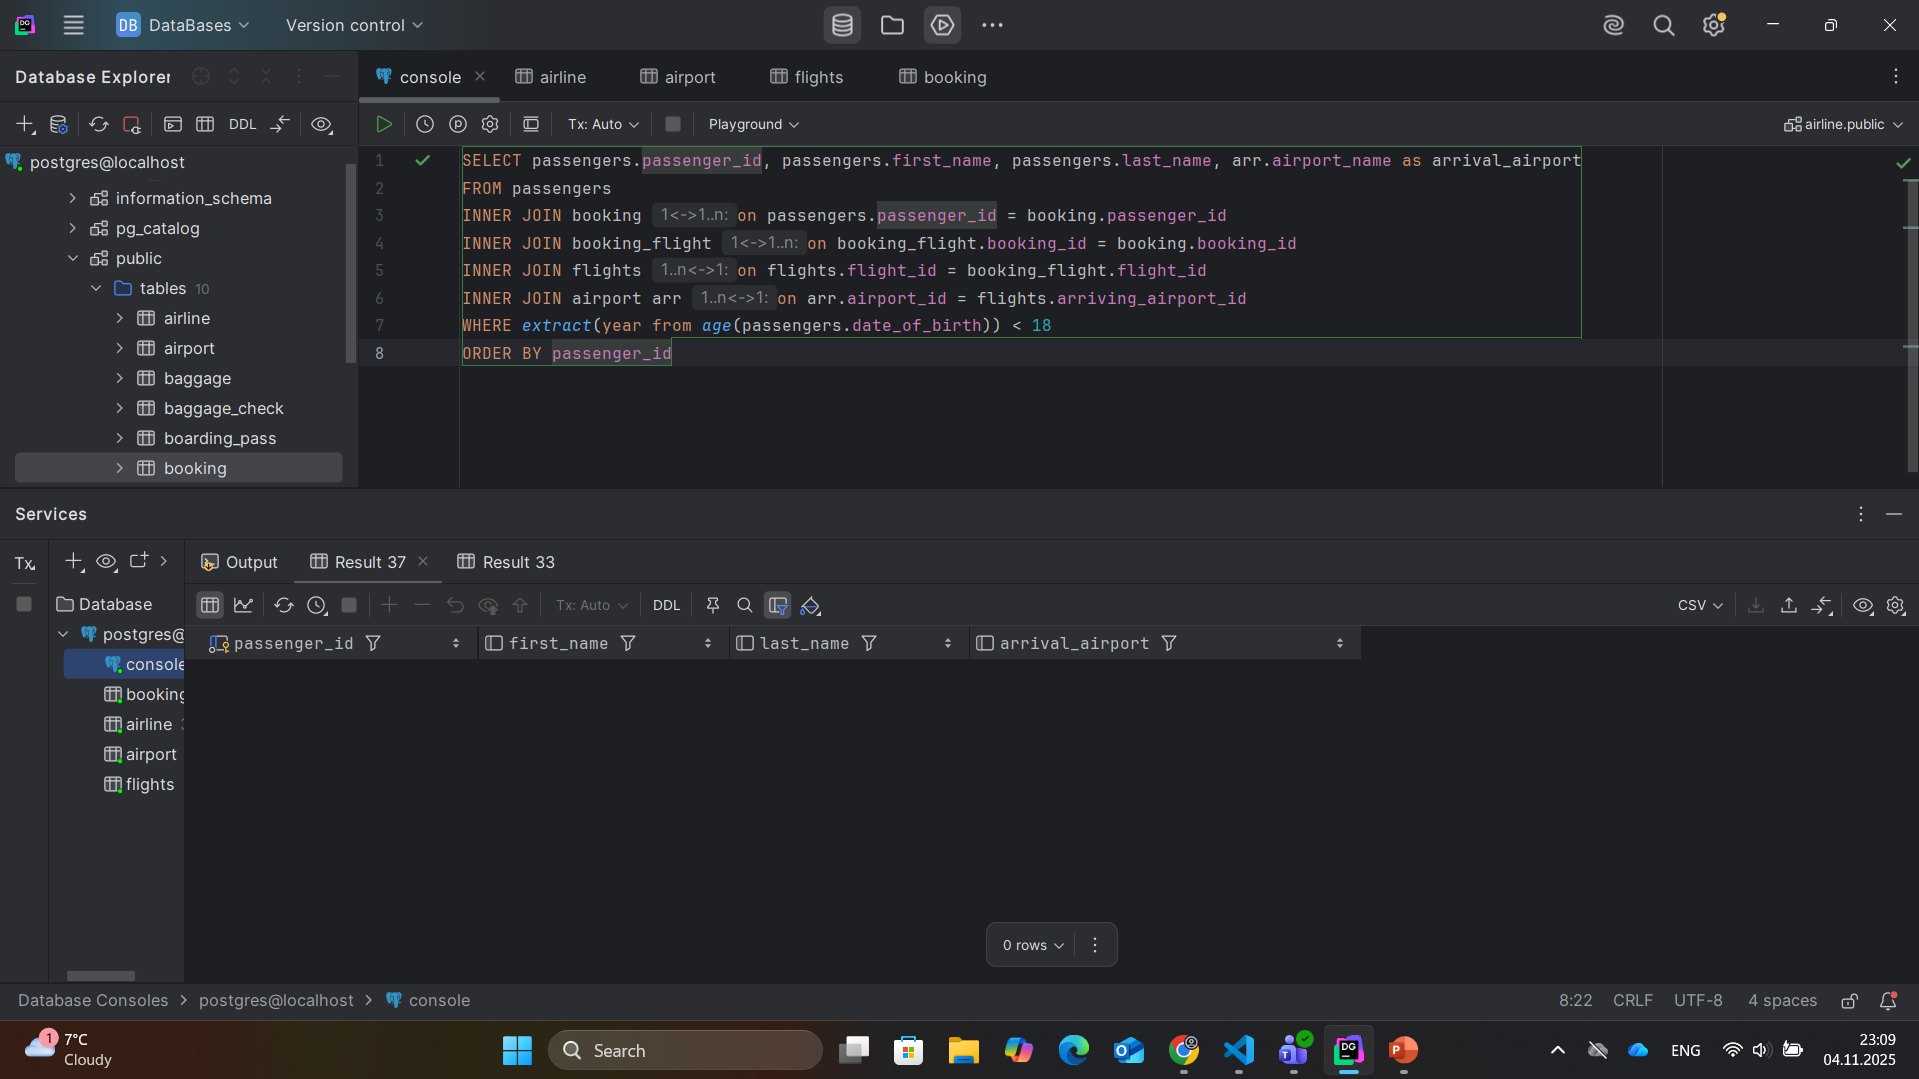 DB DataBases Version control
Database Explorer
console airline airport flights booking
DDL
Tx: Auto Playground airline.public
postgres@localhost
information_schema
pg_catalog
public
tables 10
airline
airport
baggage
baggage_check
boarding_pass
booking
1 SELECT passengers.passenger_id, passengers.first_name, passengers.last_name, arr.airport_name as arrival_airport
2 FROM passengers
3 INNER JOIN booking 1<->1..n: on passengers.passenger_id = booking.passenger_id
4 INNER JOIN booking_flight 1<->1..n: on booking_flight.booking_id = booking.booking_id
5 INNER JOIN flights 1..n<->1: on flights.flight_id = booking_flight.flight_id
6 INNER JOIN airport arr 1..n<->1: on arr.airport_id = flights.arriving_airport_id
7 WHERE extract(year from age(passengers.date_of_birth)) < 18
8 ORDER BY passenger_id
Services
Tx
Output Result 37 Result 33
Database
postgres@
console
booking
airline
airport
flights
Tx: Auto DDL CSV
passenger_id first_name last_name arrival_airport
0 rows
Database Consoles > postgres@localhost > console
8:22 CRLF UTF-8 4 spaces
1 7°C
Cloudy
Search
ENG
23:09
04.11.2025